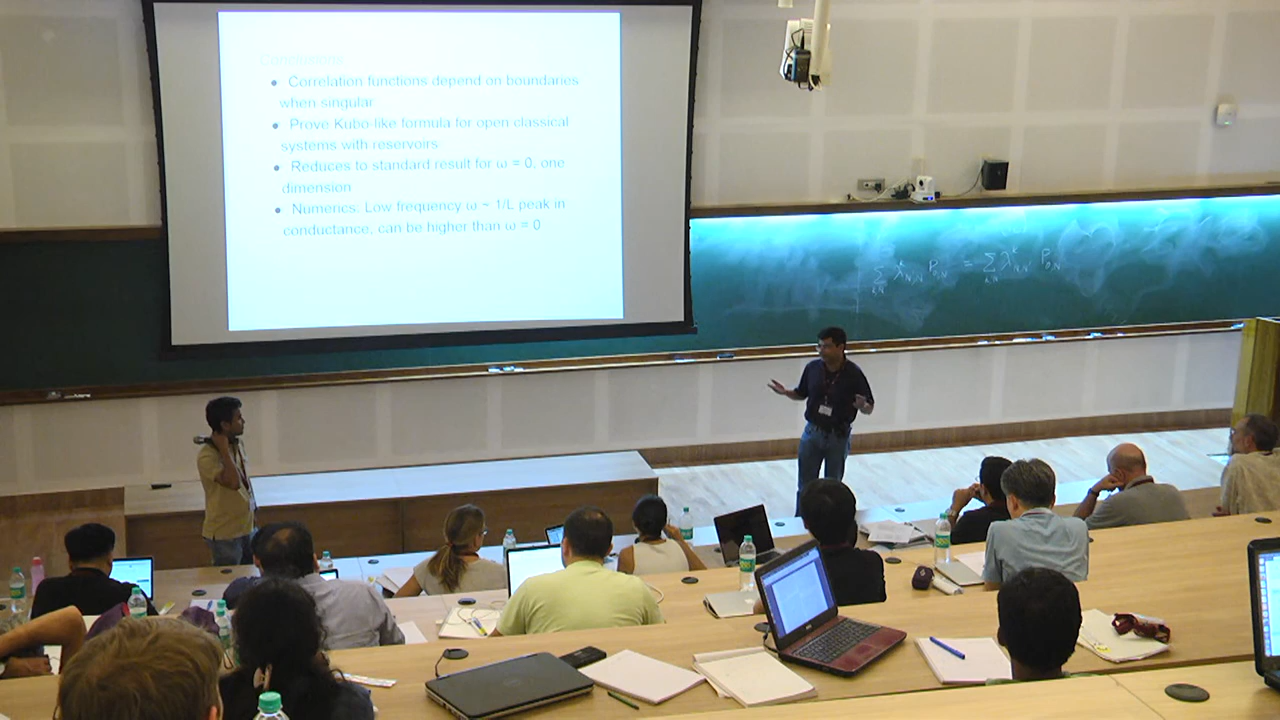 Conclusions
• Correlation functions depend on boundaries
when singular
• Prove Kubo-like formula for open classical
systems with reservoirs
• Reduces to standard result for ω = 0, one
dimension
• Numerics. Low frequency ω ~ 1/L peak in
conductance, can be higher than ω = 0